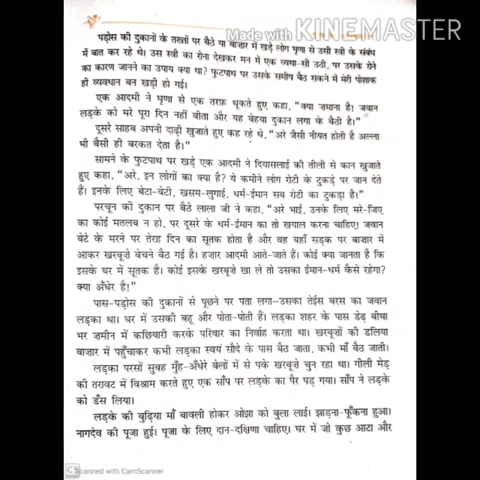 Made with KINEMASTER
पड़ोस की दुकानों के तख्तों पर बैठे या बाज़ार में खड़े लोग घृणा से उसी स्त्री के संबंध
में बात कर रहे थे। उस स्त्री का रोना देखकर मन में एक व्यथा-सी उठी, पर उसके रोने
का कारण जानने का उपाय क्या था? फुटपाथ पर उसके समीप बैठ सकने में मेरी पोशाक
ही व्यवधान बन खड़ी हो गई।
एक आदमी ने घृणा से एक तरफ़ थूकते हुए कहा, "क्या ज़माना है! जवान
लड़के को मरे पूरा दिन नहीं बीता और यह बेहया दुकान लगा के बैठी है।"
दूसरे साहब अपनी दाढ़ी खुजाते हुए कह रहे थे, "अरे जैसी नीयत होती है अल्ला
भी वैसी ही बरकत देता है।"
सामने के फुटपाथ पर खड़े एक आदमी ने दियासलाई की तीली से कान खुजाते
हुए कहा, "अरे, इन लोगों का क्या है? ये कमीने लोग रोटी के टुकड़े पर जान देते
हैं। इनके लिए बेटा-बेटी, खसम-लुगाई, धर्म-ईमान सब रोटी का टुकड़ा है।"
परचून की दुकान पर बैठे लाला जी ने कहा, "अरे भाई, उनके लिए मरे-जिए
का कोई मतलब न हो, पर दूसरे के धर्म-ईमान का तो खयाल करना चाहिए! जवान
बेटे के मरने पर तेरह दिन का सूतक होता है और वह यहाँ सड़क पर बाज़ार में
आकर खरबूज़े बेचने बैठ गई है। हज़ार आदमी आते-जाते हैं। कोई क्या जानता है कि
इसके घर में सूतक है। कोई इसके खरबूज़े खा ले तो उसका ईमान-धर्म कैसे रहेगा?
क्या अँधेर है!"
पास-पड़ोस की दुकानों से पूछने पर पता लगा-उसका तेईस बरस का जवान
लड़का था। घर में उसकी बहू और पोता-पोती हैं। लड़का शहर के पास डेढ़ बीघा
भर ज़मीन में कछियारी करके परिवार का निर्वाह करता था। खरबूज़ों की डलिया
बाज़ार में पहुँचाकर कभी लड़का स्वयं सौदे के पास बैठ जाता, कभी माँ बैठ जाती।
लड़का परसों सुबह मुँह-अँधेरे बेलों में से पके खरबूज़े चुन रहा था। गीली मेड़
की तरावट में विश्राम करते हुए एक साँप पर लड़के का पैर पड़ गया। साँप ने लड़के
को डँस लिया।
लड़के की बुढ़िया माँ बावली होकर ओझा को बुला लाई। झाड़ना-फूँकना हुआ।
नागदेव की पूजा हुई। पूजा के लिए दान-दक्षिणा चाहिए। घर में जो कुछ आटा और
CS Scanned with CamScanner